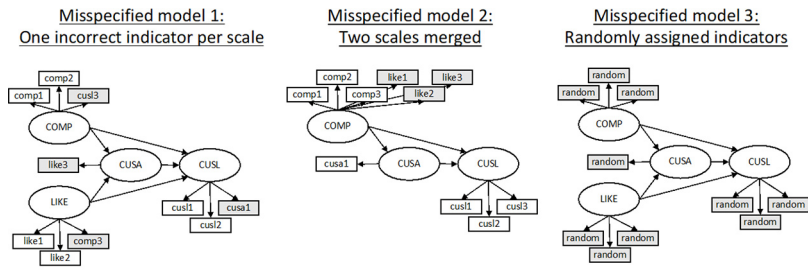 Misspecified model 1:
One incorrect indicator per scale
comp2
comp1
cusl3
COMP
like3
CUSA
CUSL
LIKE
cusl1
cusa1
cusl2
like1
comp3
like2
Misspecified model 2:
Two scales merged
comp2
like1
like3
comp1
comp3
like2
COMP
cusa1
CUSA
CUSL
cusl1
cusl3
cusl2
Misspecified model 3:
Randomly assigned indicators
random
random
random
COMP
random
CUSA
CUSL
LIKE
random
random
random
random
random
random